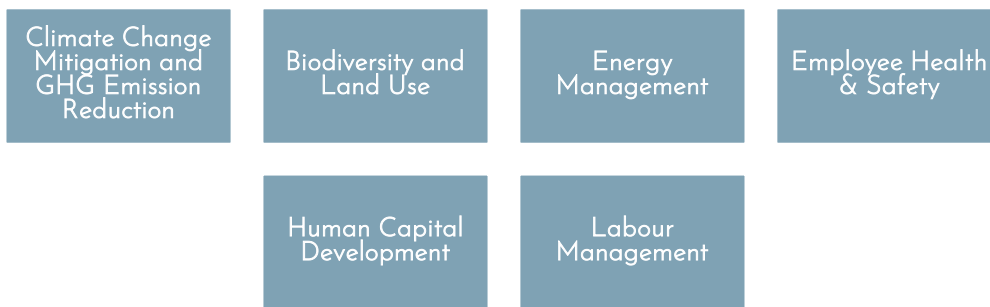 Climate Change
Mitigation and
GHG Emission
Reduction
Biodiversity and
Land Use
Energy
Management
Employee Health
& Safety
Human Capital
Development
Labour
Management